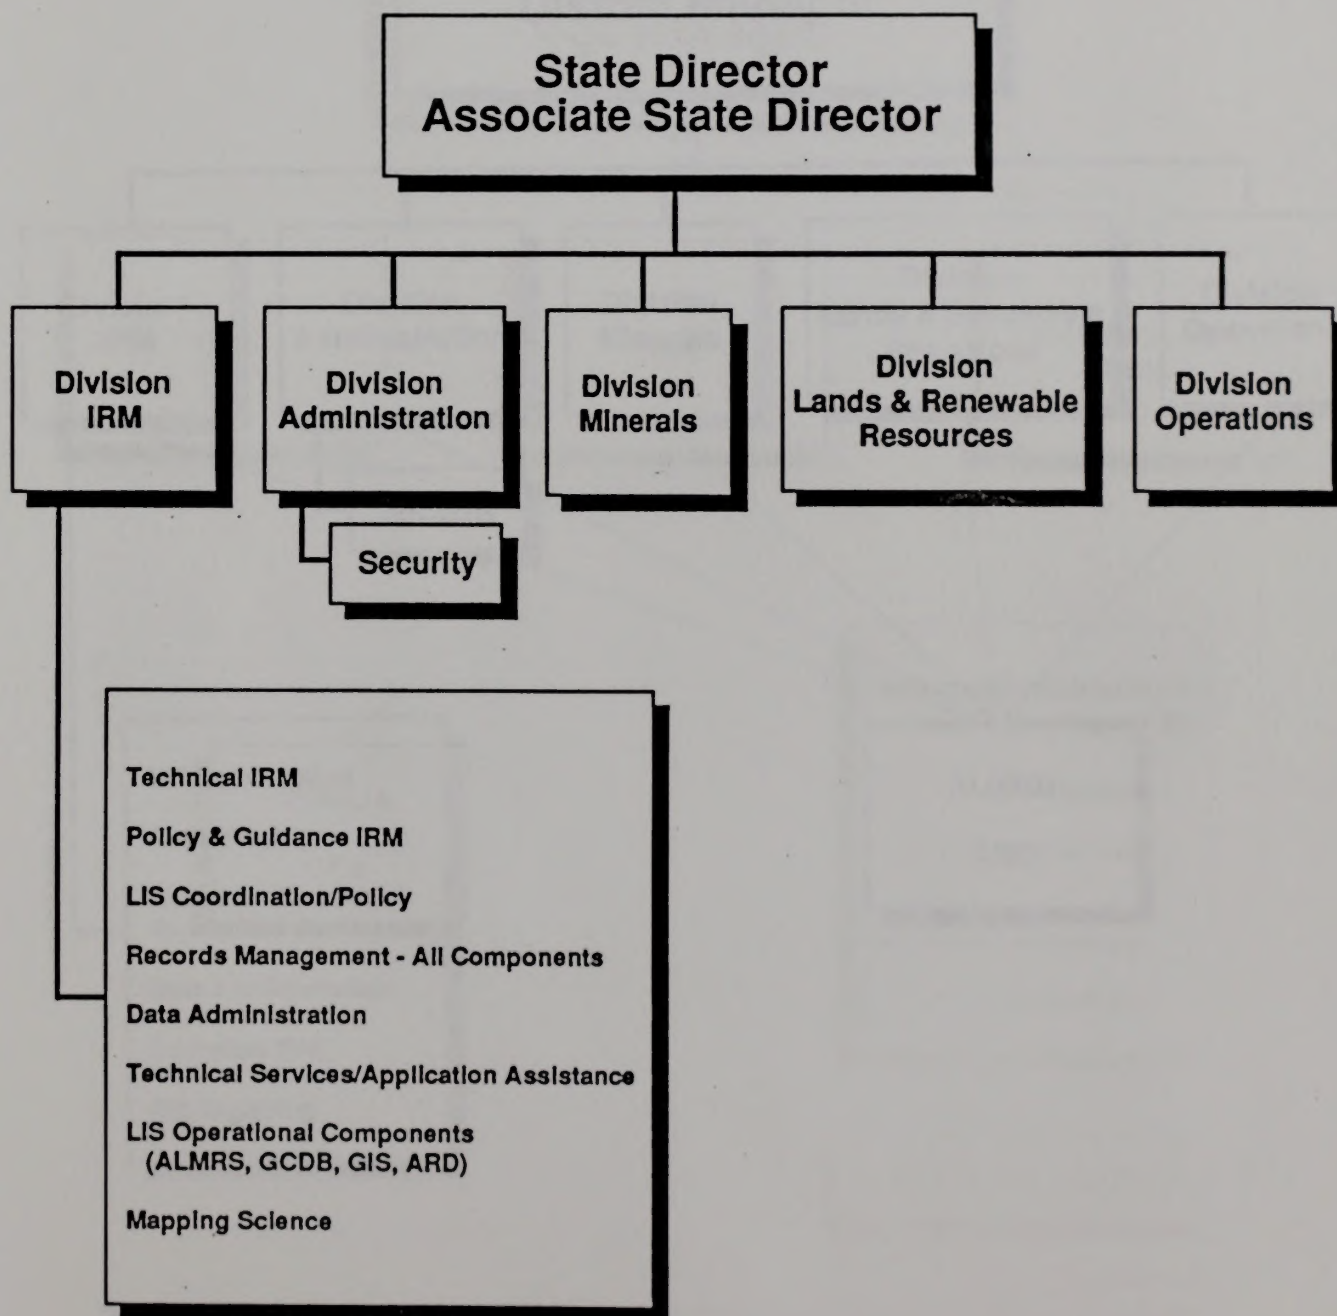 State Director
Associate State Director
Division
IRM
Division
Administration
Division
Minerals
Division
Lands & Renewable
Resources
Division
Operations
Security
Technical IRM
Policy & Guidance IRM
LIS Coordination/Policy
Records Management - All Components
Data Administration
Technical Services/Application Assistance
LIS Operational Components
(ALMRS, GCDB, GIS, ARD)
Mapping Science